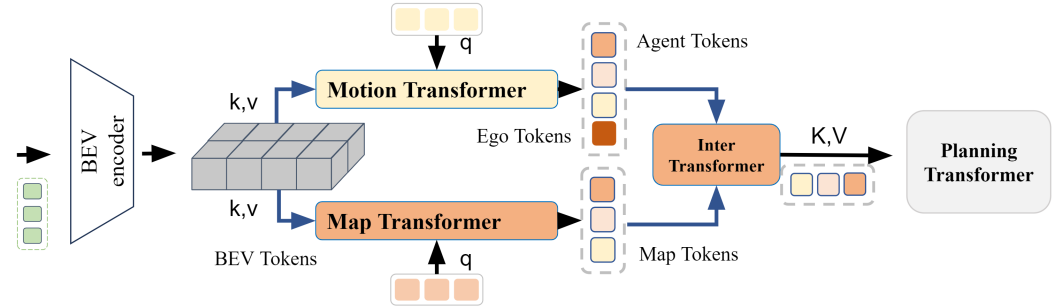 q
Agent Tokens
k,v
Motion Transformer
BEV
encoder
Ego Tokens
Inter
Transformer
K,V
Planning
Transformer
k,v
Map Transformer
BEV Tokens
q
Map Tokens